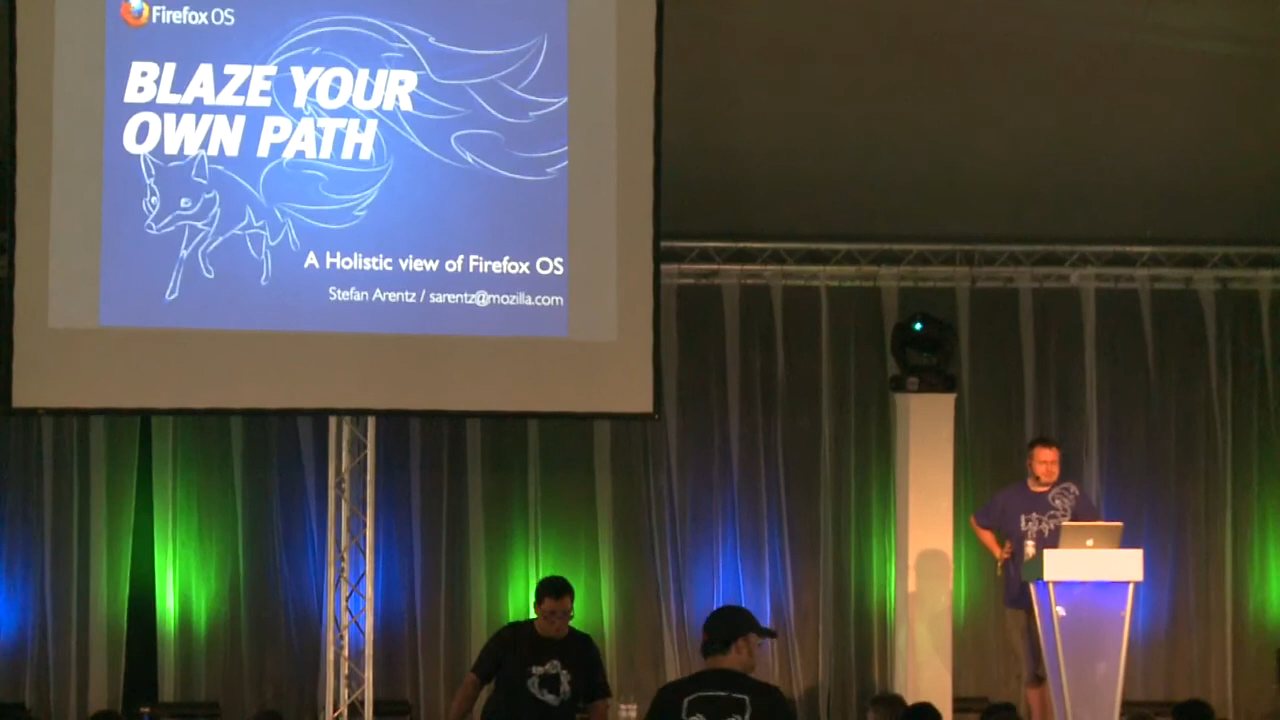 Firefox OS
BLAZE YOUR
OWN PATH
A Holistic view of Firefox OS
Stefan Arentz / sarentz@mozilla.com